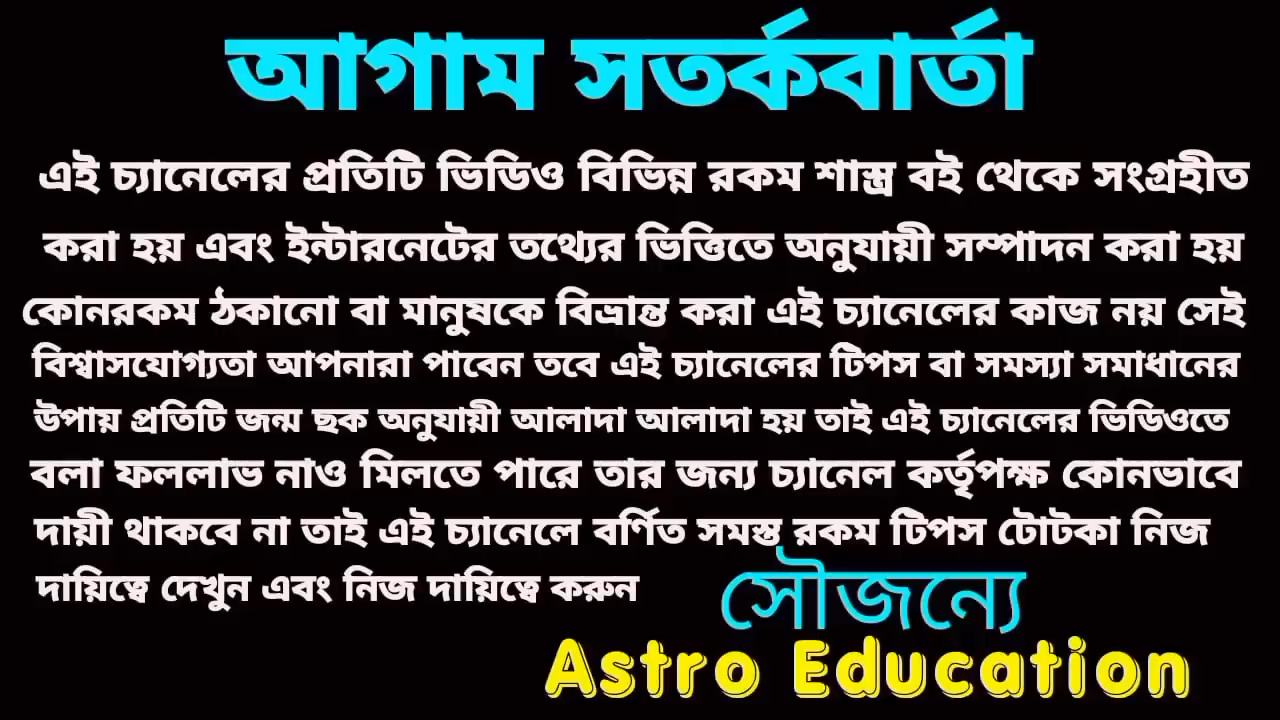 আগাম সতর্কবার্তা
এই চ্যানেলের প্রতিটি ভিডিও বিভিন্ন রকম শাস্ত্র বই থেকে সংগ্রহীত
করা হয় এবং ইন্টারনেটের তথ্যের ভিত্তিতে অনুযায়ী সম্পাদন করা হয়
কোনরকম ঠকানো বা মানুষকে বিভ্রান্ত করা এই চ্যানেলের কাজ নয় সেই
বিশ্বাসযোগ্যতা আপনারা পাবেন তবে এই চ্যানেলের টিপস বা সমস্যা সমাধানের
উপায় প্রতিটি জন্ম ছক অনুযায়ী আলাদা আলাদা হয় তাই এই চ্যানেলের ভিডিওতে
বলা ফললাভ নাও মিলতে পারে তার জন্য চ্যানেল কর্তৃপক্ষ কোনভাবে
দায়ী থাকবে না তাই এই চ্যানেলে বর্ণিত সমস্ত রকম টিপস টোটকা নিজ
দায়িত্বে দেখুন এবং নিজ দায়িত্বে করুন
সৌজন্যে
Astro Education